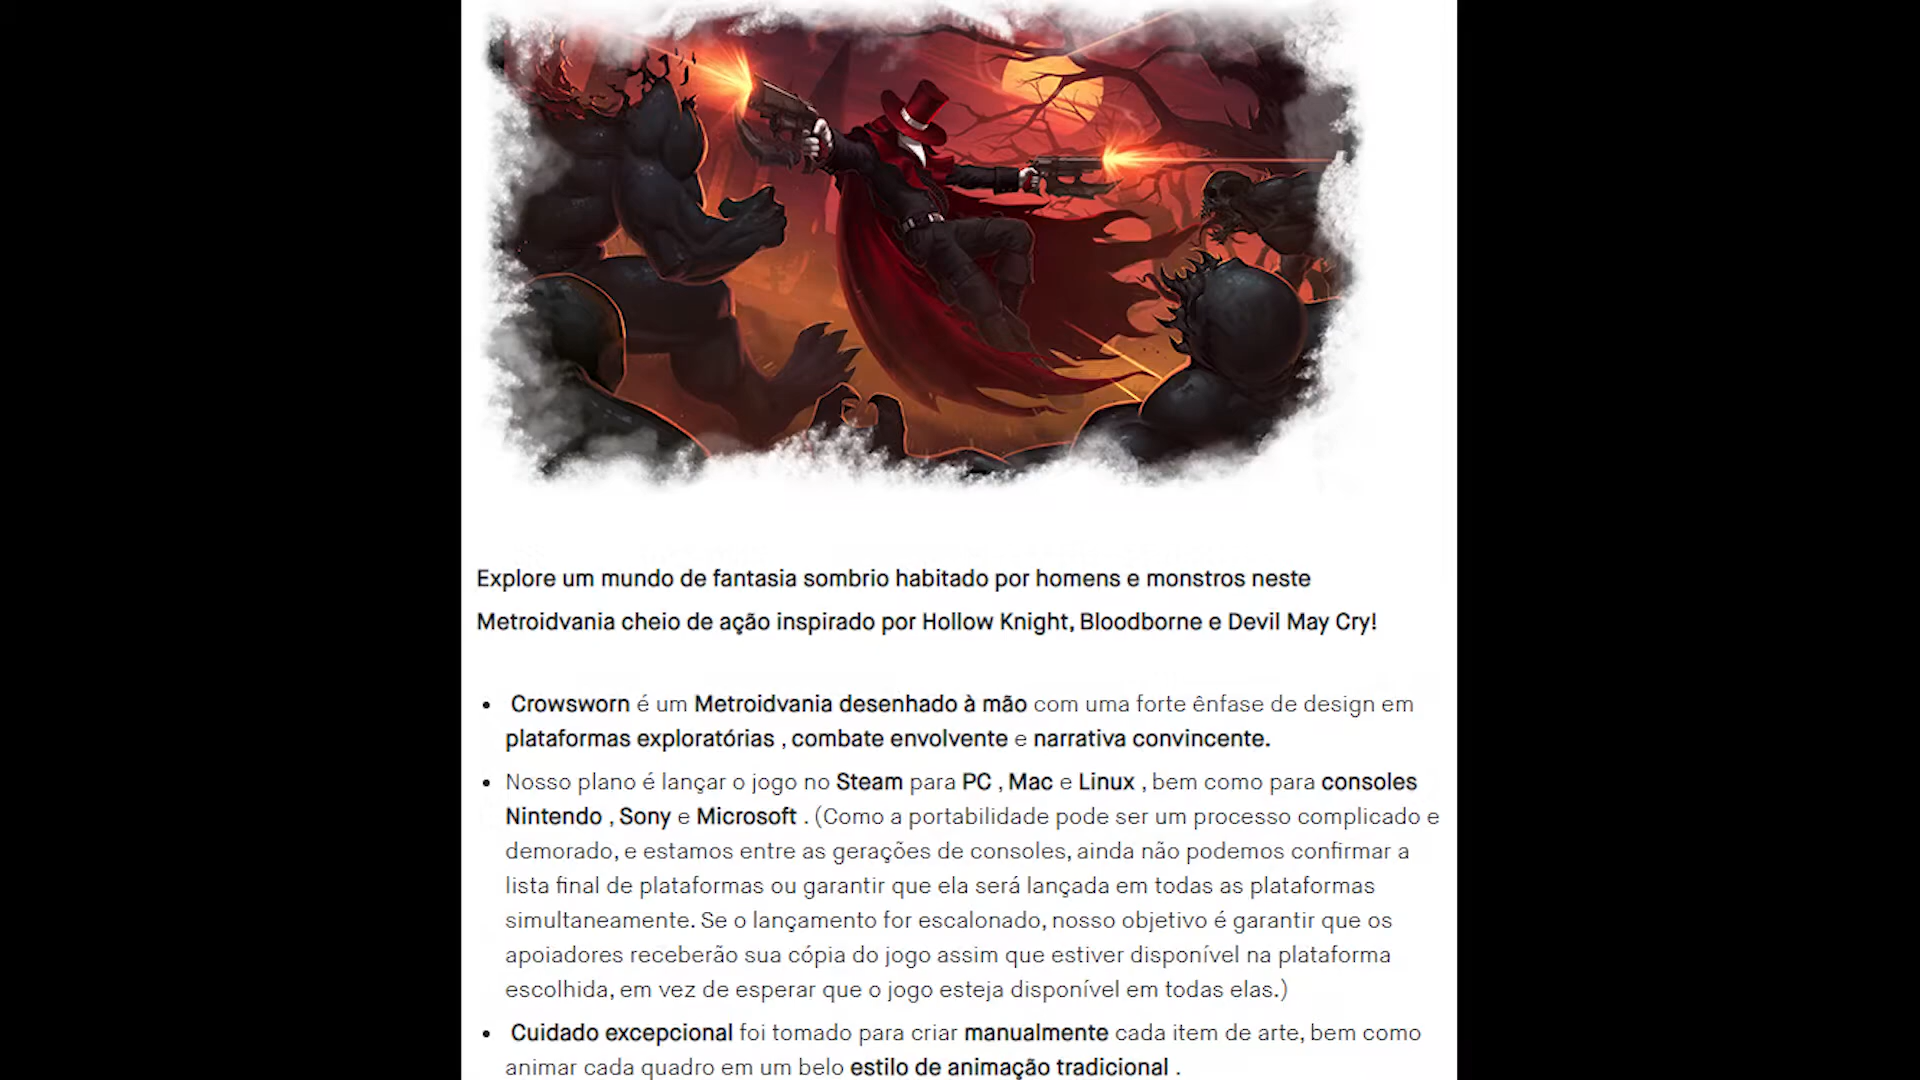 Explore um mundo de fantasia sombrio habitado por homens e monstros neste
Metroidvania cheio de ação inspirado por Hollow Knight, Bloodborne e Devil May Cry!
• Crowsworn é um Metroidvania desenhado à mão com uma forte ênfase de design em
plataformas exploratórias , combate envolvente e narrativa convincente.
• Nosso plano é lançar o jogo no Steam para PC , Mac e Linux , bem como para consoles
Nintendo , Sony e Microsoft . (Como a portabilidade pode ser um processo complicado e
demorado, e estamos entre as gerações de consoles, ainda não podemos confirmar a
lista final de plataformas ou garantir que ela será lançada em todas as plataformas
simultaneamente. Se o lançamento for escalonado, nosso objetivo é garantir que os
apoiadores receberão sua cópia do jogo assim que estiver disponível na plataforma
escolhida, em vez de esperar que o jogo esteja disponível em todas elas.)
• Cuidado excepcional foi tomado para criar manualmente cada item de arte, bem como
animar cada quadro em um belo estilo de animação tradicional .